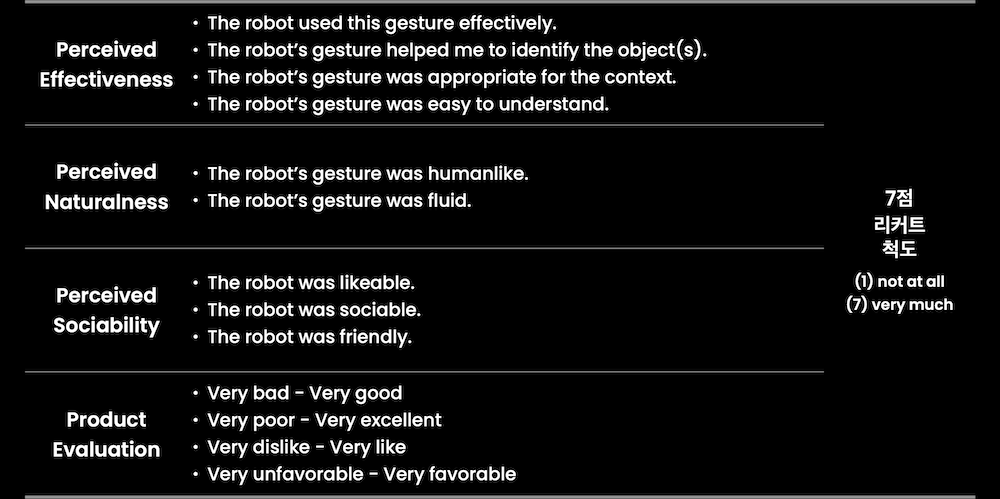 Perceived
Effectiveness
• The robot used this gesture effectively.
• The robot’s gesture helped me to identify the object(s).
• The robot’s gesture was appropriate for the context.
• The robot’s gesture was easy to understand.
Perceived
Naturalness
• The robot’s gesture was humanlike.
• The robot’s gesture was fluid.
Perceived
Sociability
• The robot was likeable.
• The robot was sociable.
• The robot was friendly.
Product
Evaluation
• Very bad – Very good
• Very poor – Very excellent
• Very dislike – Very like
• Very unfavorable – Very favorable
7점
리커트
척도
(1) not at all
(7) very much